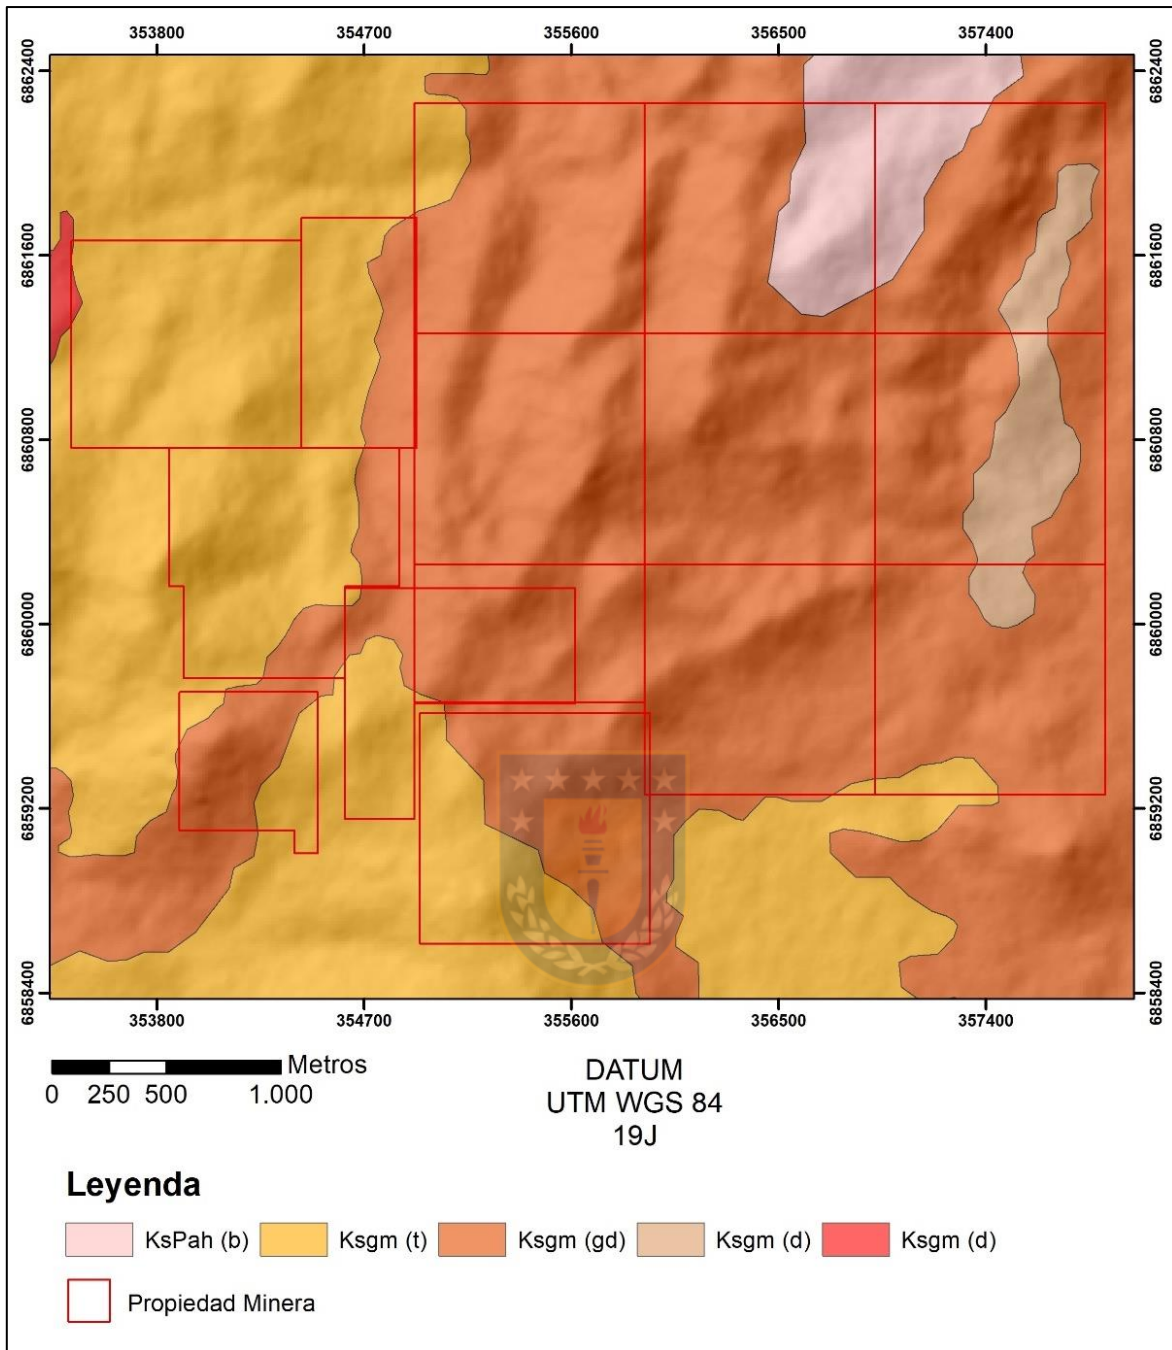 353800 354700 355600 356500 357400
6862400 6862400
6861600 6861600
6860800 6860800
6860000 6860000
6859200 6859200
6858400 6858400
353800 354700 355600 356500 357400
Metros
0 250 500 1.000
DATUM
UTM WGS 84
19J
Leyenda
KsPah (b) Ksgm (t) Ksgm (gd) Ksgm (d) Ksgm (d)
Propiedad Minera